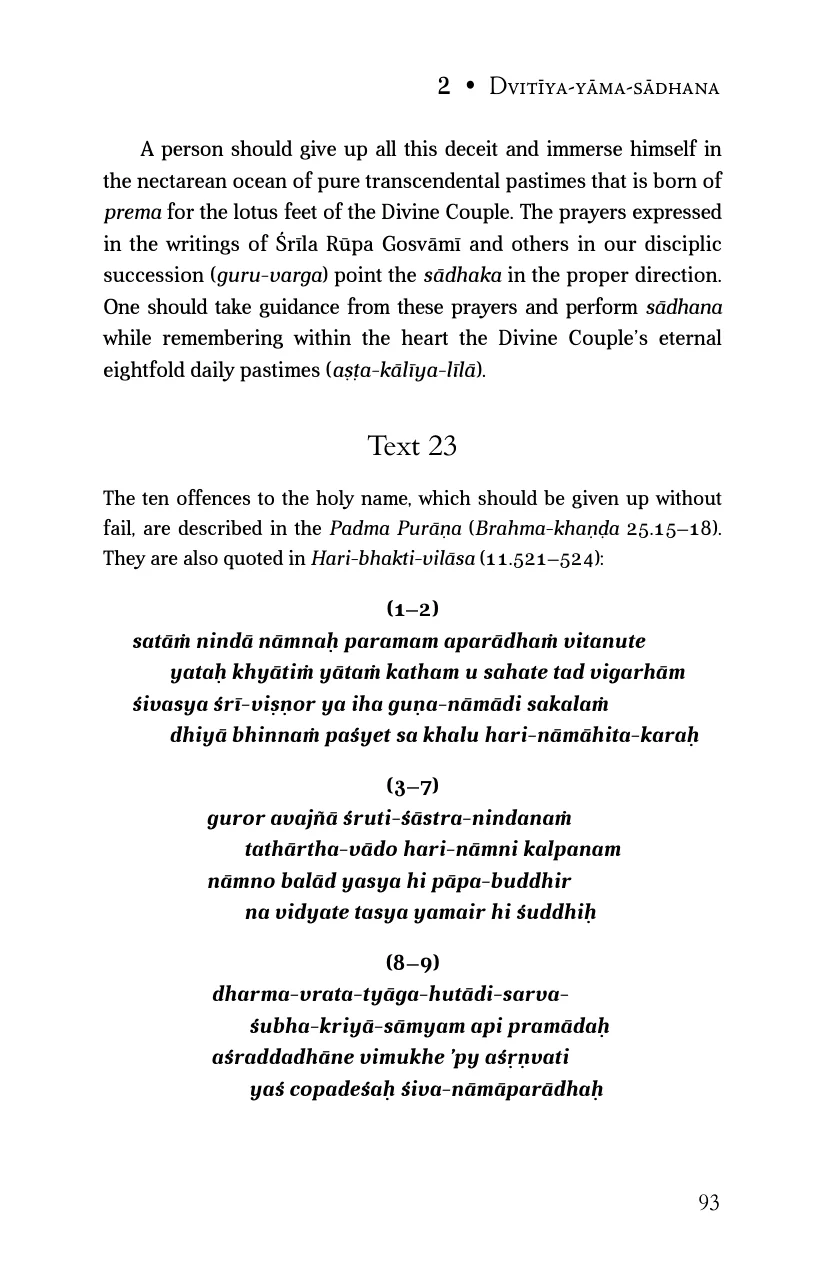 2 • Dvitīya-yāma-sādhana
A person should give up all this deceit and immerse himself in
the nectarean ocean of pure transcendental pastimes that is born of
prema for the lotus feet of the Divine Couple. The prayers expressed
in the writings of Śrīla Rūpa Gosvāmī and others in our disciplic
succession (guru-varga) point the sādhaka in the proper direction.
One should take guidance from these prayers and perform sādhana
while remembering within the heart the Divine Couple’s eternal
eightfold daily pastimes (aṣṭa-kālīya-līlā).
Text 23
The ten offences to the holy name, which should be given up without
fail, are described in the Padma Purāṇa (Brahma-khaṇḍa 25.15–18).
They are also quoted in Hari-bhakti-vilāsa (11.521–524):
(1–2)
satāṁ nindā nāmnaḥ paramam aparādhaṁ vitanute
yataḥ khyātiṁ yātaṁ katham u sahate tad vigarhām
śivasya śrī-viṣṇor ya iha guṇa-nāmādi sakalaṁ
dhiyā bhinnaṁ paśyet sa khalu hari-nāmāhita-karaḥ
(3–7)
guror avajñā śruti-śāstra-nindanaṁ
tathārtha-vādo hari-nāmni kalpanam
nāmno balād yasya hi pāpa-buddhir
na vidyate tasya yamair hi śuddhiḥ
(8–9)
dharma-vrata-tyāga-hutādi-sarva-
śubha-kriyā-sāmyam api pramādaḥ
aśraddadhāne vimukhe ’py aśṛṇvati
yaś copadeśaḥ śiva-nāmāparādhaḥ
93